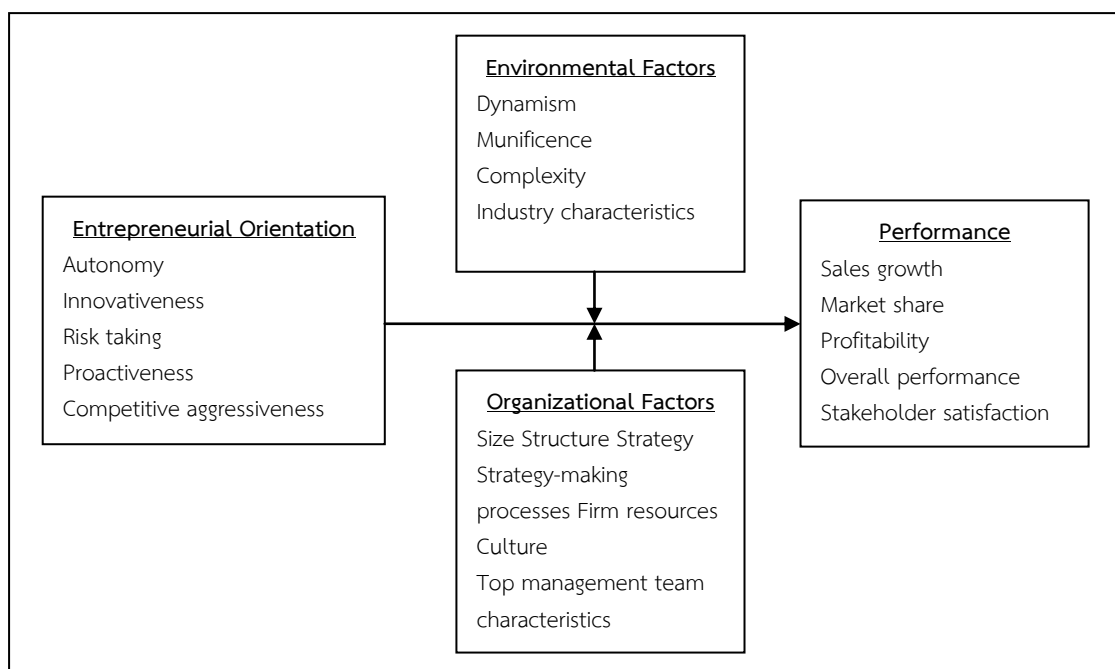 Environmental Factors
Dynamism
Munificence
Complexity
Industry characteristics
Entrepreneurial Orientation
Autonomy
Innovativeness
Risk taking
Proactiveness
Competitive aggressiveness
Performance
Sales growth
Market share
Profitability
Overall performance
Stakeholder satisfaction
Organizational Factors
Size Structure Strategy
Strategy-making
processes Firm resources
Culture
Top management team
characteristics